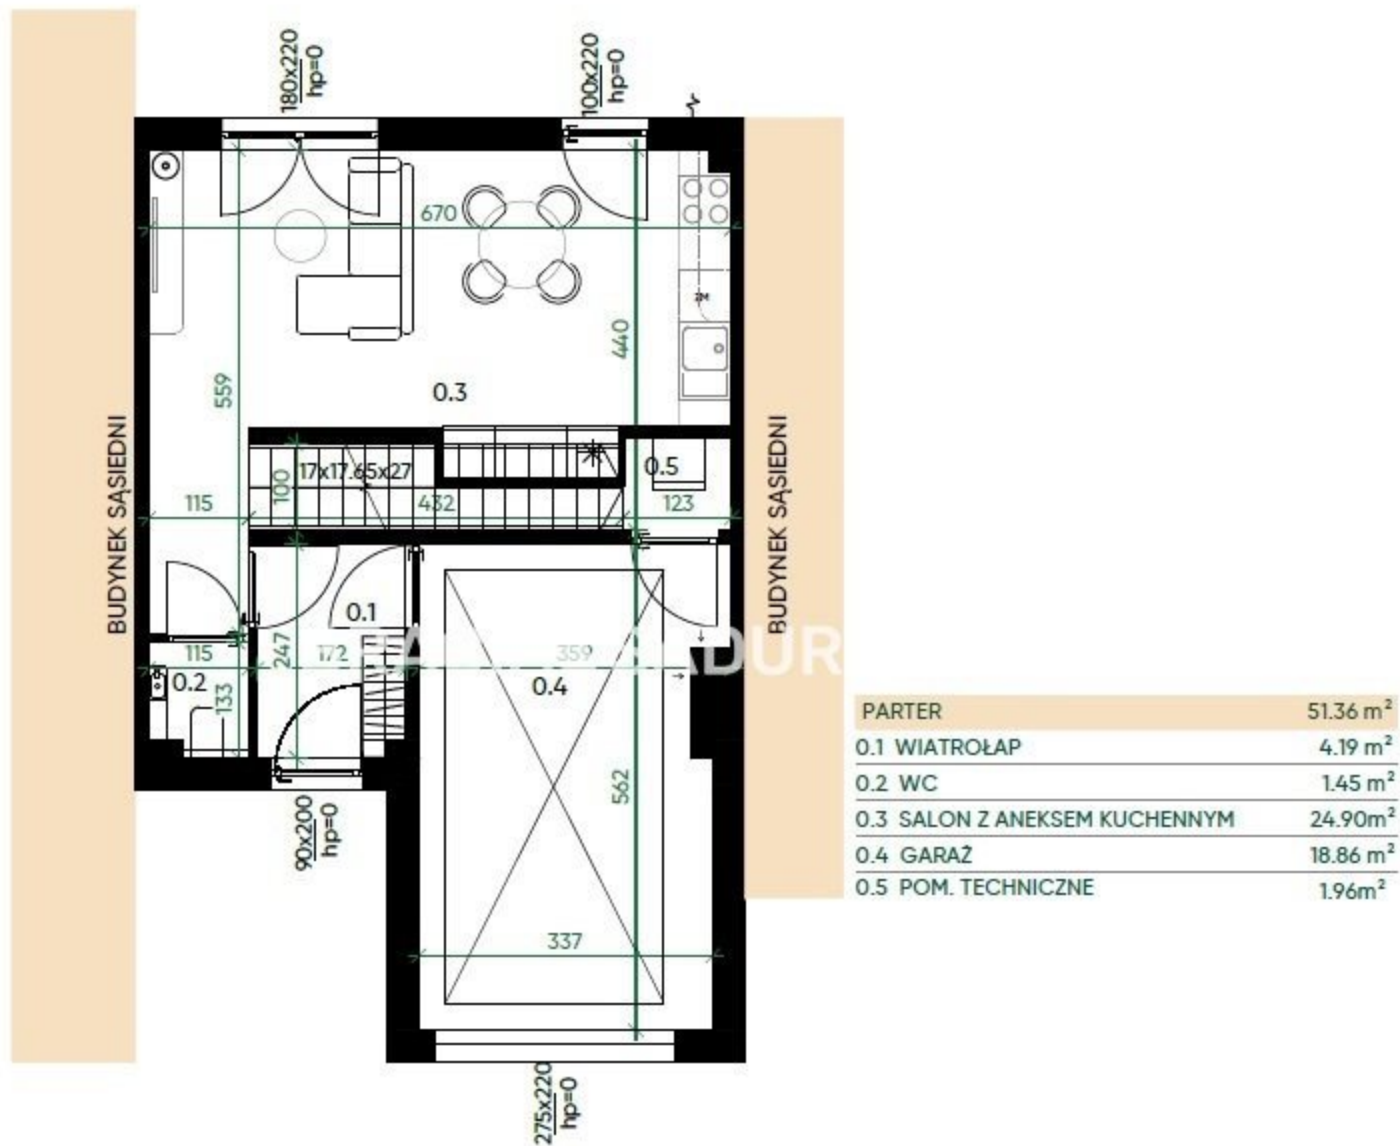 180x220
hp=0
100x220
hp=0
670
440
559
0.3
BUDYNEK SĄSIEDNI
BUDYNEK SĄSIEDNI
17x17.65x27
0.5
100
115
432
123
0.1
247
115
172
359
0.2
133
0.4
562
337
90x200
hp=0
275x220
hp=0
PARTER 51.36 m²
0.1 WIATROŁAP 4.19 m²
0.2 WC 1.45 m²
0.3 SALON Z ANEKSEM KUCHENNYM 24.90m²
0.4 GARAŻ 18.86 m²
0.5 POM. TECHNICZNE 1.96m²